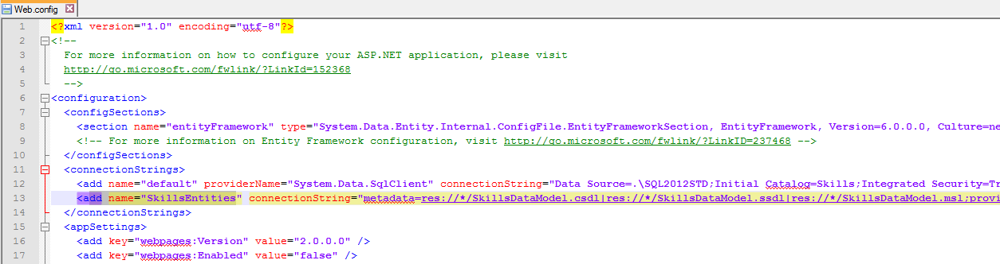 Web.config
1 <?xml version="1.0" encoding="utf-8"?>
2 <!--
3 For more information on how to configure your ASP.NET application, please visit
4 http://go.microsoft.com/fwlink/?LinkId=152368
5 -->
6 <configuration>
7 <configSections>
8 <section name="entityFramework" type="System.Data.Entity.Internal.ConfigFile.EntityFrameworkSection, EntityFramework, Version=6.0.0.0, Culture=ne
9 <!-- For more information on Entity Framework configuration, visit http://go.microsoft.com/fwlink/?LinkID=237468 -->
10 </configSections>
11 <connectionStrings>
12 <add name="default" providerName="System.Data.SqlClient" connectionString="Data Source=.\SQL2012STD;Initial Catalog=Skills;Integrated Security=Tr
13 <add name="SkillsEntities" connectionString="metadata=res://*/SkillsDataModel.csdl|res://*/SkillsDataModel.ssdl|res://*/SkillsDataModel.msl;provi
14 </connectionStrings>
15 <appSettings>
16 <add key="webpages:Version" value="2.0.0.0" />
17 <add key="webpages:Enabled" value="false" />